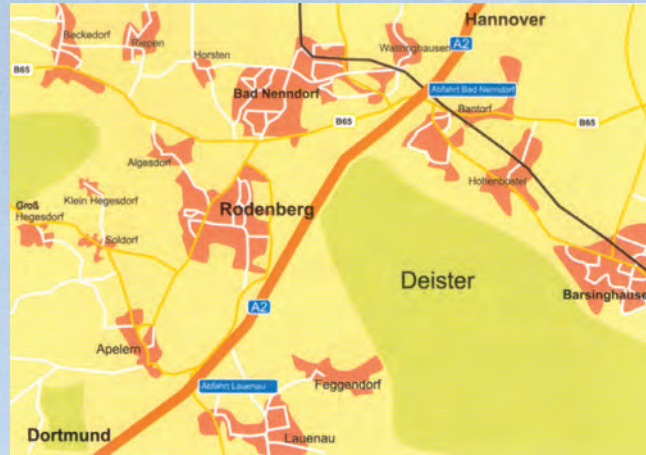 Hannover
Beckedorf
Riepen
A2
Horsten
Waltringhausen
B65
Bad Nenndorf
Abfahrt Bad Nenndorf
Bantorf
B65
B65
Algesdorf
Hohenbostel
Klein Hegesdorf
Groß
Hegesdorf
Rodenberg
Soldorf
Deister
Barsinghause
A2
Apelern
Abfahrt Lauenau
Feggendorf
Dortmund
Lauenau